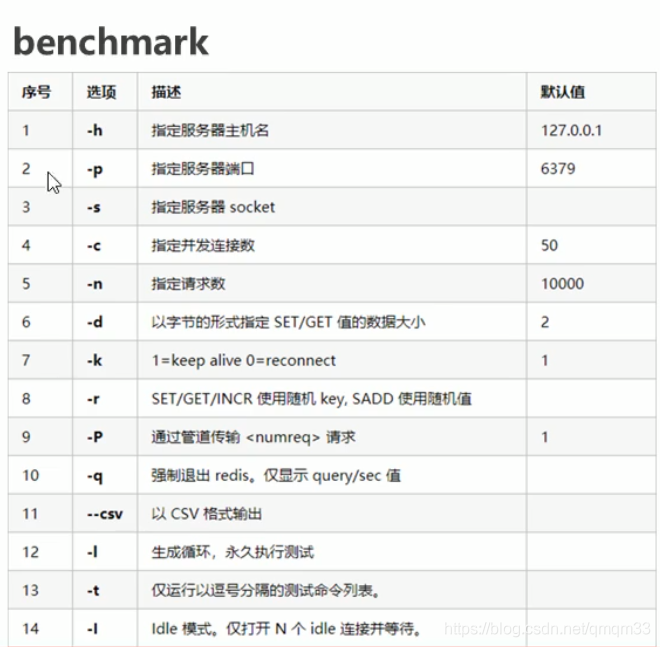 benchmark
序号 选项 描述 默认值
1 -h 指定服务器主机名 127.0.0.1
2 -p 指定服务器端口 6379
3 -s 指定服务器 socket
4 -c 指定并发连接数 50
5 -n 指定请求数 10000
6 -d 以字节的形式指定 SET/GET 值的数据大小 2
7 -k 1=keep alive 0=reconnect 1
8 -r SET/GET/INCR 使用随机 key, SADD 使用随机值
9 -P 通过管道传输 <numreq> 请求 1
10 -q 强制退出 redis。仅显示 query/sec 值
11 --csv 以 CSV 格式输出
12 -l 生成循环，永久执行测试
13 -t 仅运行以逗号分隔的测试命令列表。
14 -I Idle 模式。仅打开 N 个 idle 连接并等待。
https://blog.csdn.net/qmqm33